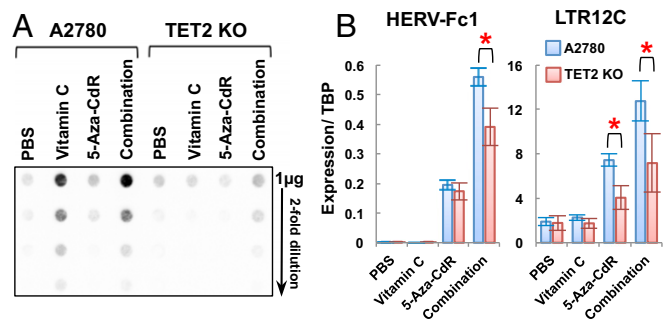 A
A2780 TET2 KO
PBS
Vitamin C
5-Aza-CdR
Combination
PBS
Vitamin C
5-Aza-CdR
Combination
1µg
2-fold dilution
B
HERV-Fc1
Expression/ TBP
0.6
0.5
0.4
0.3
0.2
0.1
0
*
PBS
Vitamin C
5-Aza-CdR
Combination
LTR12C
A2780
TET2 KO
16
12
8
4
0
*
*
PBS
Vitamin C
5-Aza-CdR
Combination